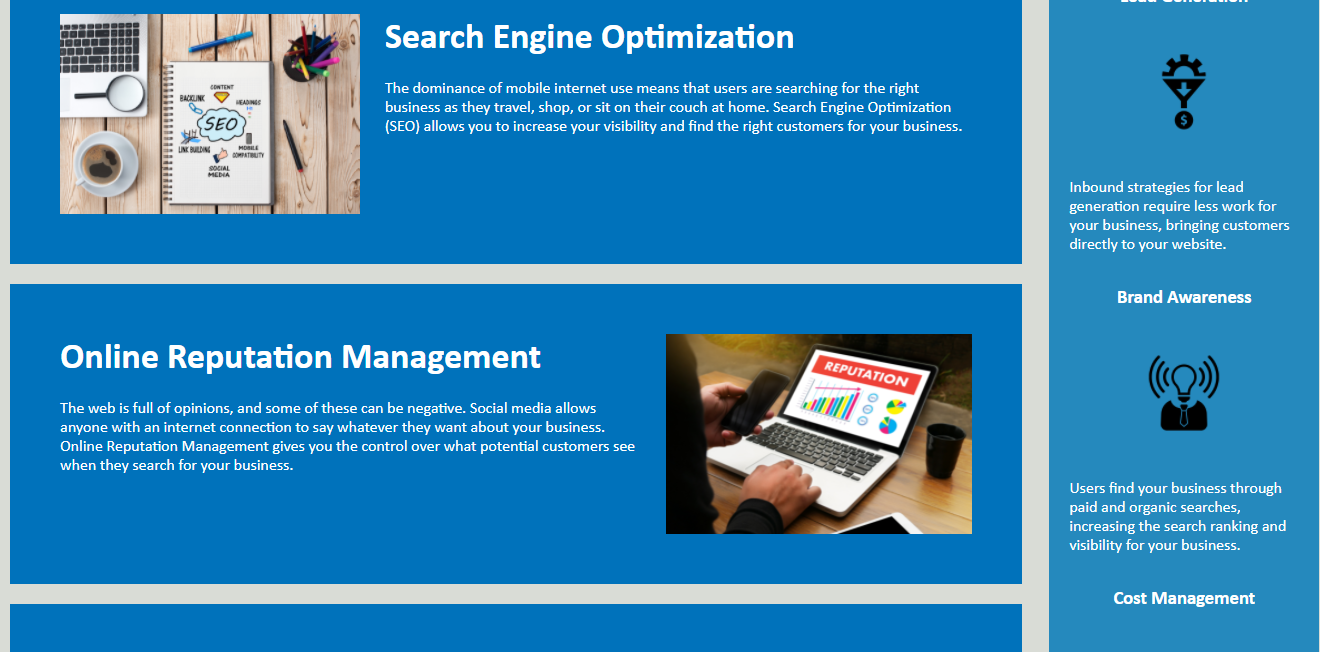 Search Engine Optimization
The dominance of mobile internet use means that users are searching for the right
business as they travel, shop, or sit on their couch at home. Search Engine Optimization
(SEO) allows you to increase your visibility and find the right customers for your business.
CONTENT
BACKLINK
HEADINGS
SEO
LINK BUILDING
MOBILE
COMPATIBILITY
SOCIAL
MEDIA
Online Reputation Management
The web is full of opinions, and some of these can be negative. Social media allows
anyone with an internet connection to say whatever they want about your business.
Online Reputation Management gives you the control over what potential customers see
when they search for your business.
REPUTATION
Lead Generation
$
Inbound strategies for lead
generation require less work for
your business, bringing customers
directly to your website.
Brand Awareness
Users find your business through
paid and organic searches,
increasing the search ranking and
visibility for your business.
Cost Management